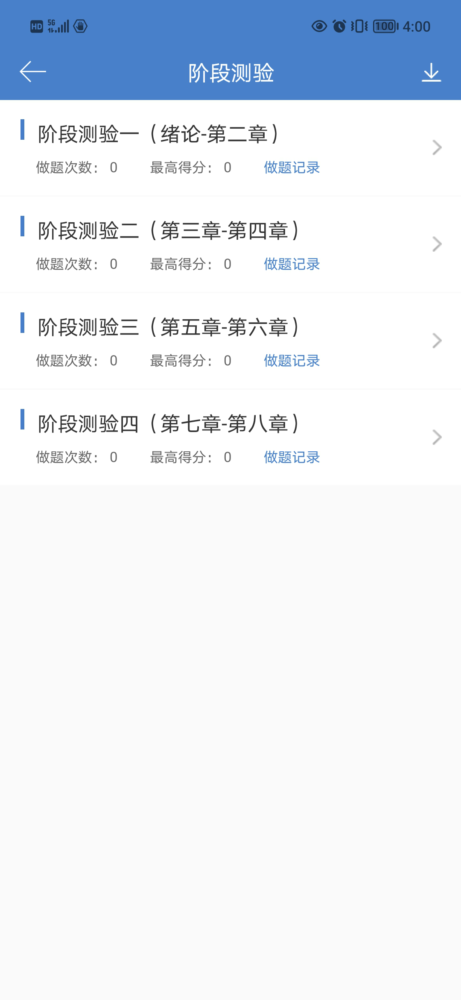 HD 5G 100 4:00
阶段测验
阶段测验一（绪论-第二章）
做题次数： 0 最高得分： 0 做题记录
阶段测验二（第三章-第四章）
做题次数： 0 最高得分： 0 做题记录
阶段测验三（第五章-第六章）
做题次数： 0 最高得分： 0 做题记录
阶段测验四（第七章-第八章）
做题次数： 0 最高得分： 0 做题记录